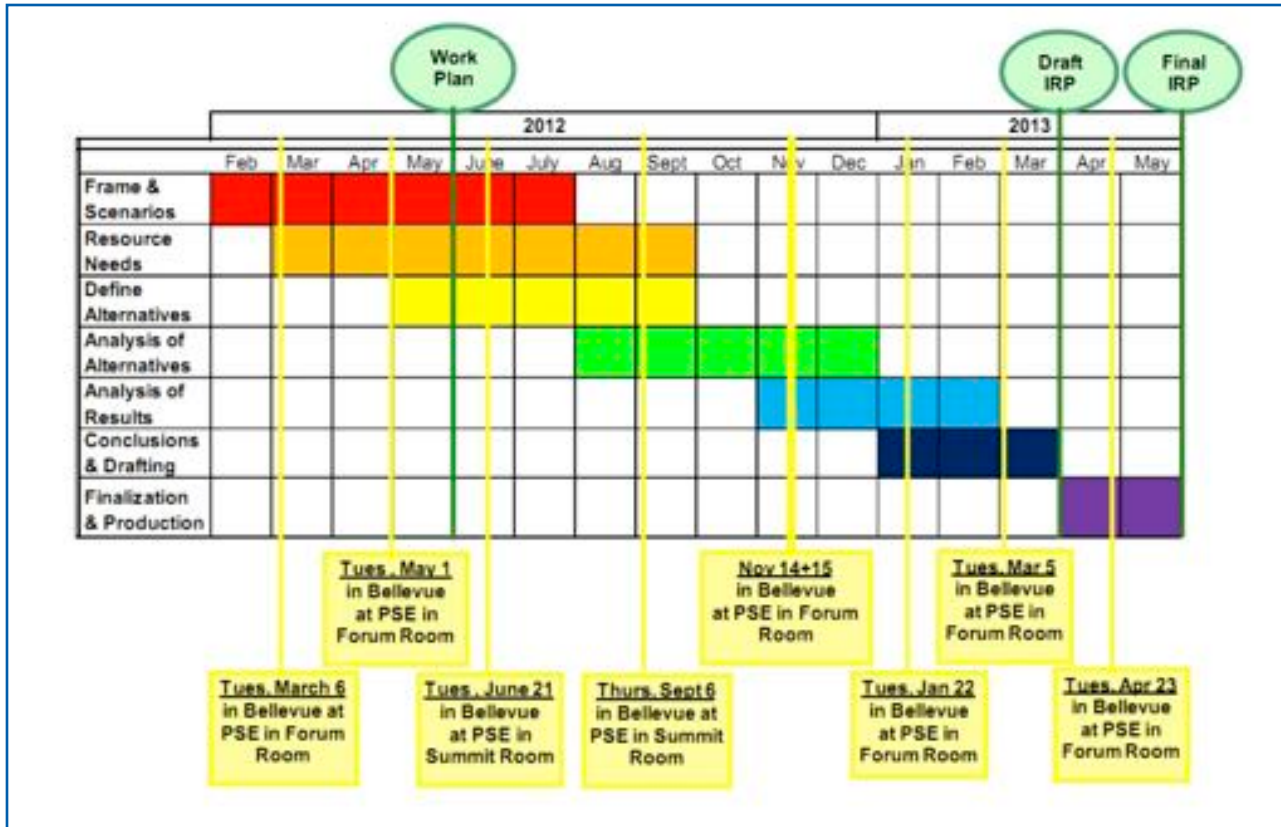 Work
Plan
Draft
IRP
Final
IRP
2012
2013
Feb Mar Apr May June July Aug Sept Oct Nov Dec Jan Feb Mar Apr May
Frame &
Scenarios
Resource
Needs
Define
Alternatives
Analysis of
Alternatives
Analysis of
Results
Conclusions
& Drafting
Finalization
& Production
Tues. May 1
in Bellevue
at PSE in
Forum Room
Nov 14+15
in Bellevue
at PSE in Forum
Room
Tues. Mar 5
in Bellevue
at PSE in
Forum Room
Tues. March 6
in Bellevue at
PSE in Forum
Room
Tues. June 21
in Bellevue
at PSE in
Summit Room
Thurs. Sept 6
in Bellevue at
PSE in Summit
Room
Tues. Jan 22
in Bellevue
at PSE in
Forum Room
Tues. Apr 23
in Bellevue
at PSE in
Forum Room